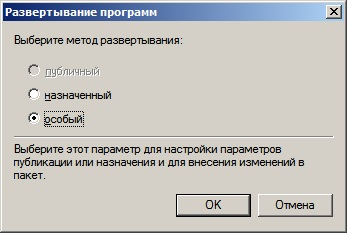 Развертывание программ
Выберите метод развертывания:
публичный
назначенный
особый
Выберите этот параметр для настройки параметров
публикации или назначения и для внесения изменений в
пакет.
OK
Отмена